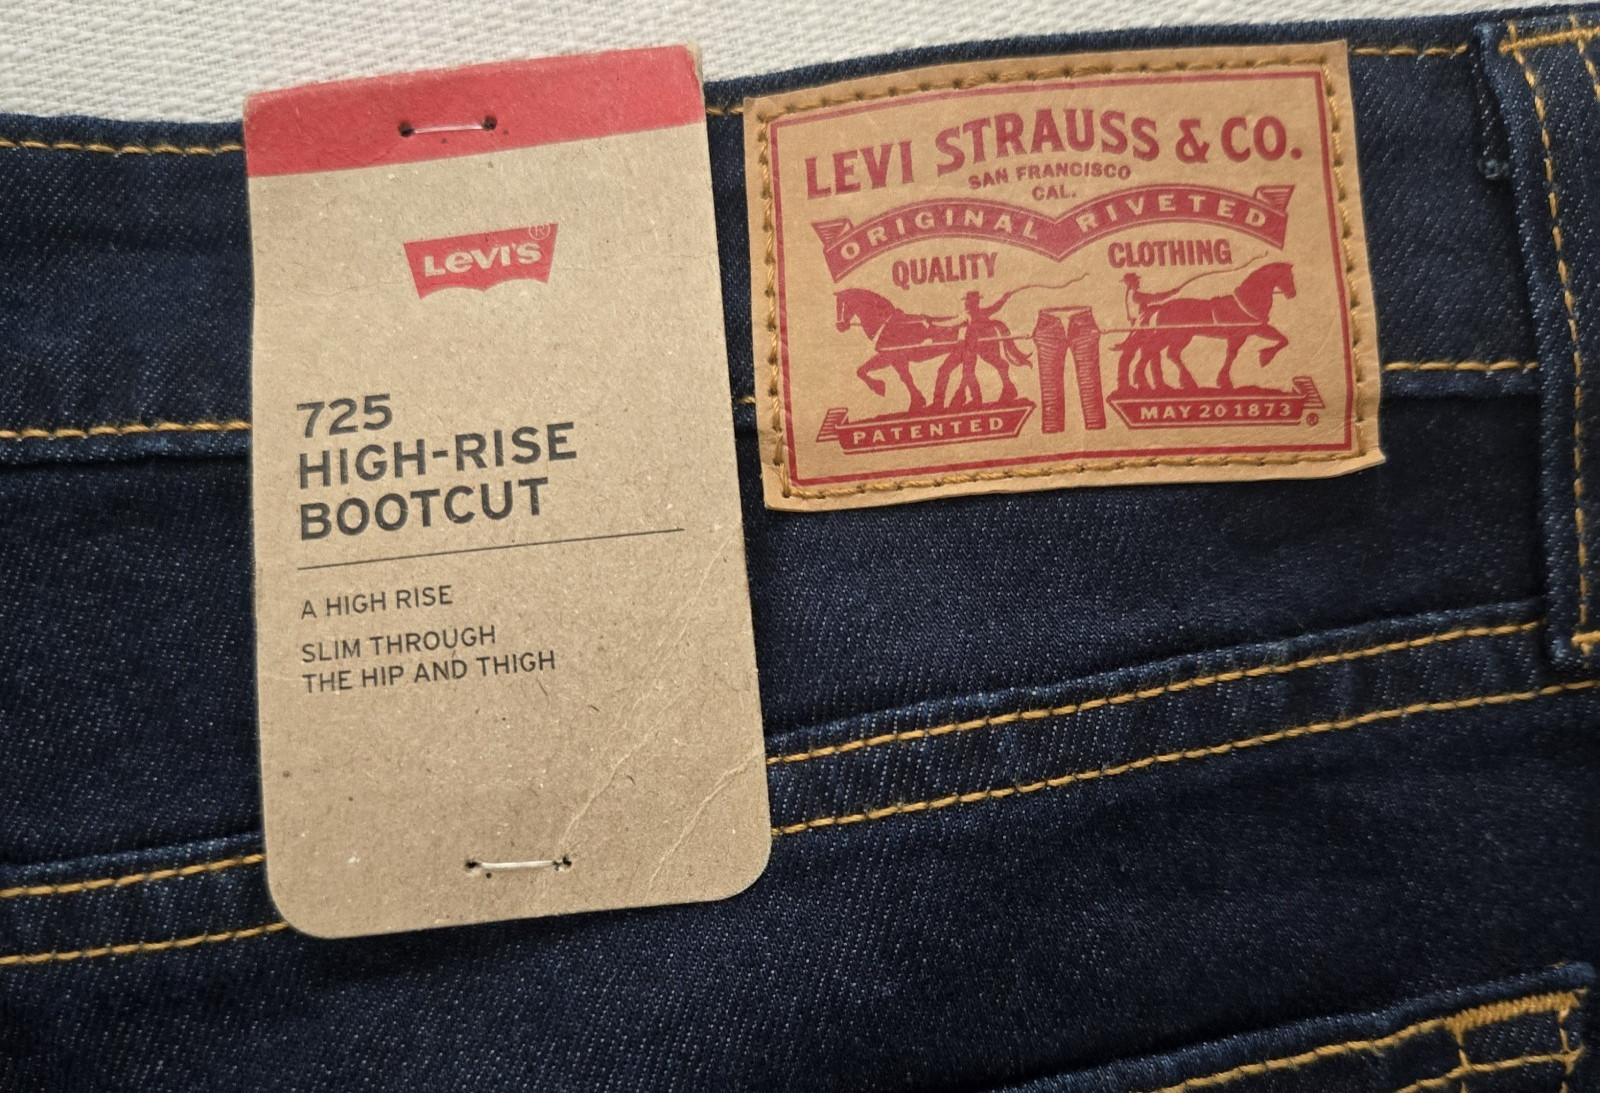 Levi's®
725
HIGH-RISE
BOOTCUT
A HIGH RISE
SLIM THROUGH
THE HIP AND THIGH
LEVI STRAUSS & CO.
SAN FRANCISCO
CAL.
ORIGINAL RIVETED
QUALITY CLOTHING
PATENTED MAY 20 1873 ®